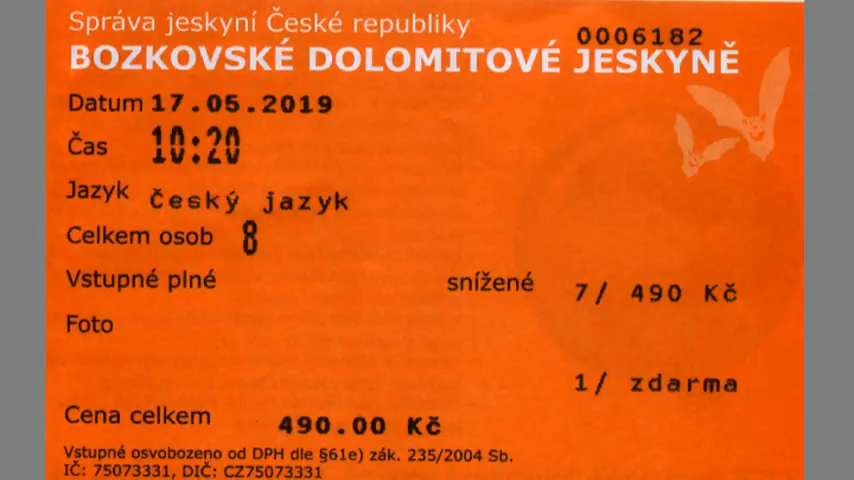 Správa jeskyní České republiky
0006182
BOZKOVSKÉ DOLOMITOVÉ JESKYNĚ
Datum 17.05.2019
Čas 10:20
Jazyk český jazyk
Celkem osob 8
Vstupné plné snížené 7/ 490 Kč
Foto
1/ zdarma
Cena celkem 490.00 Kč
Vstupné osvobozeno od DPH dle §61e) zák. 235/2004 Sb.
IČ: 75073331, DIČ: CZ75073331